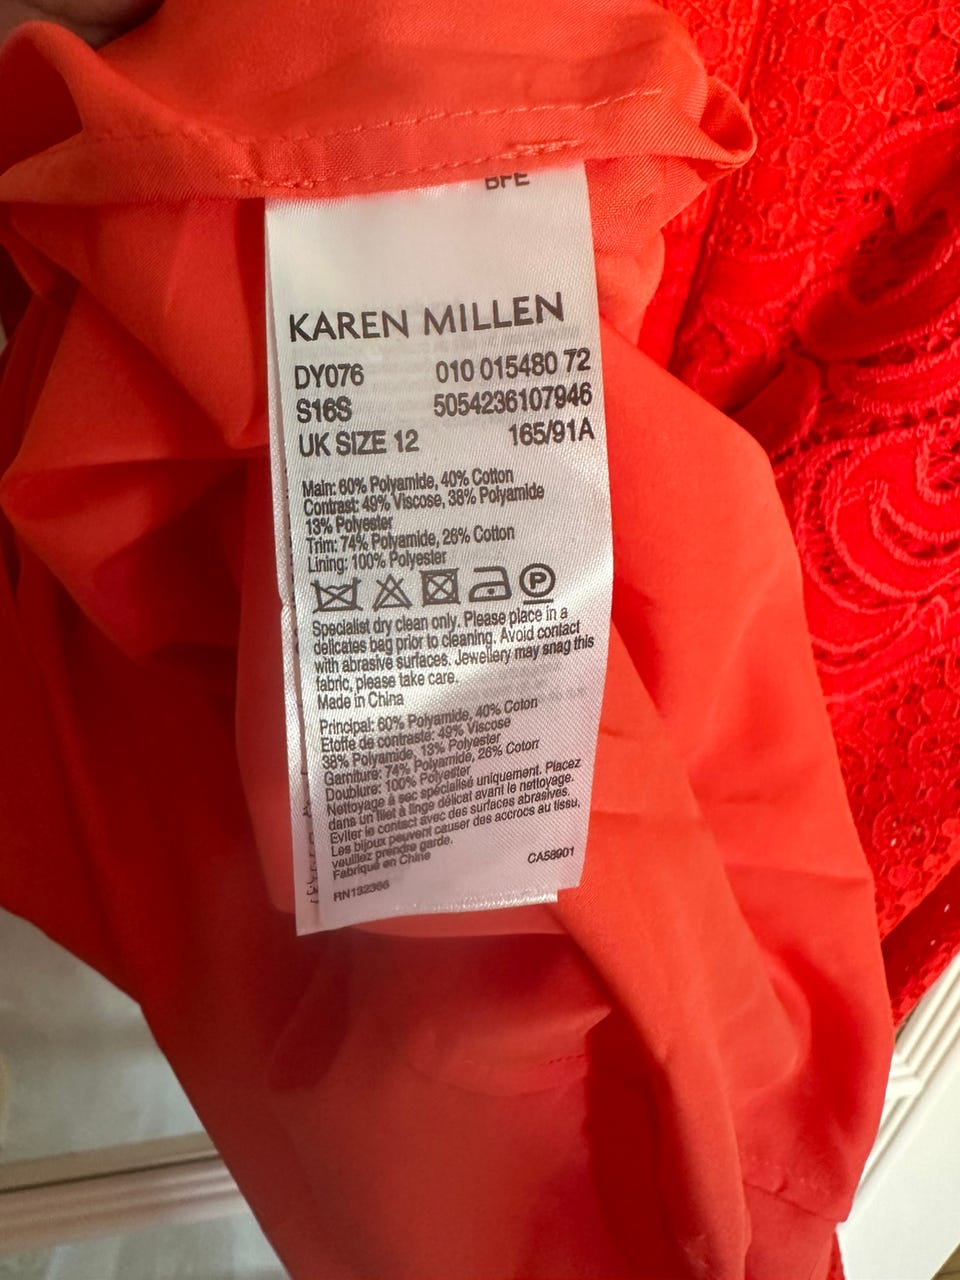 BFE
KAREN MILLEN
DY076 010 015480 72
S16S 5054236107946
UK SIZE 12 165/91A
Main: 60% Polyamide, 40% Cotton
Contrast: 49% Viscose, 38% Polyamide
13% Polyester
Trim: 74% Polyamide, 26% Cotton
Lining: 100% Polyester
P
Specialist dry clean only. Please place in a
delicates bag prior to cleaning. Avoid contact
with abrasive surfaces. Jewellery may snag this
fabric, please take care.
Made in China
Principal: 60% Polyamide, 40% Coton
Etoffe de contraste: 49% Viscose
38% Polyamide, 13% Polyester
Garniture: 74% Polyamide, 26% Coton
Doublure: 100% Polyester
Nettoyage à sec spécialisé uniquement. Placez
dans un filet à linge délicat avant le nettoyage.
Eviter le contact avec des surfaces abrasives.
Les bijoux peuvent causer des accrocs au tissu,
veuillez prendre garde.
Fabriqué en Chine
CA58901
RN132366